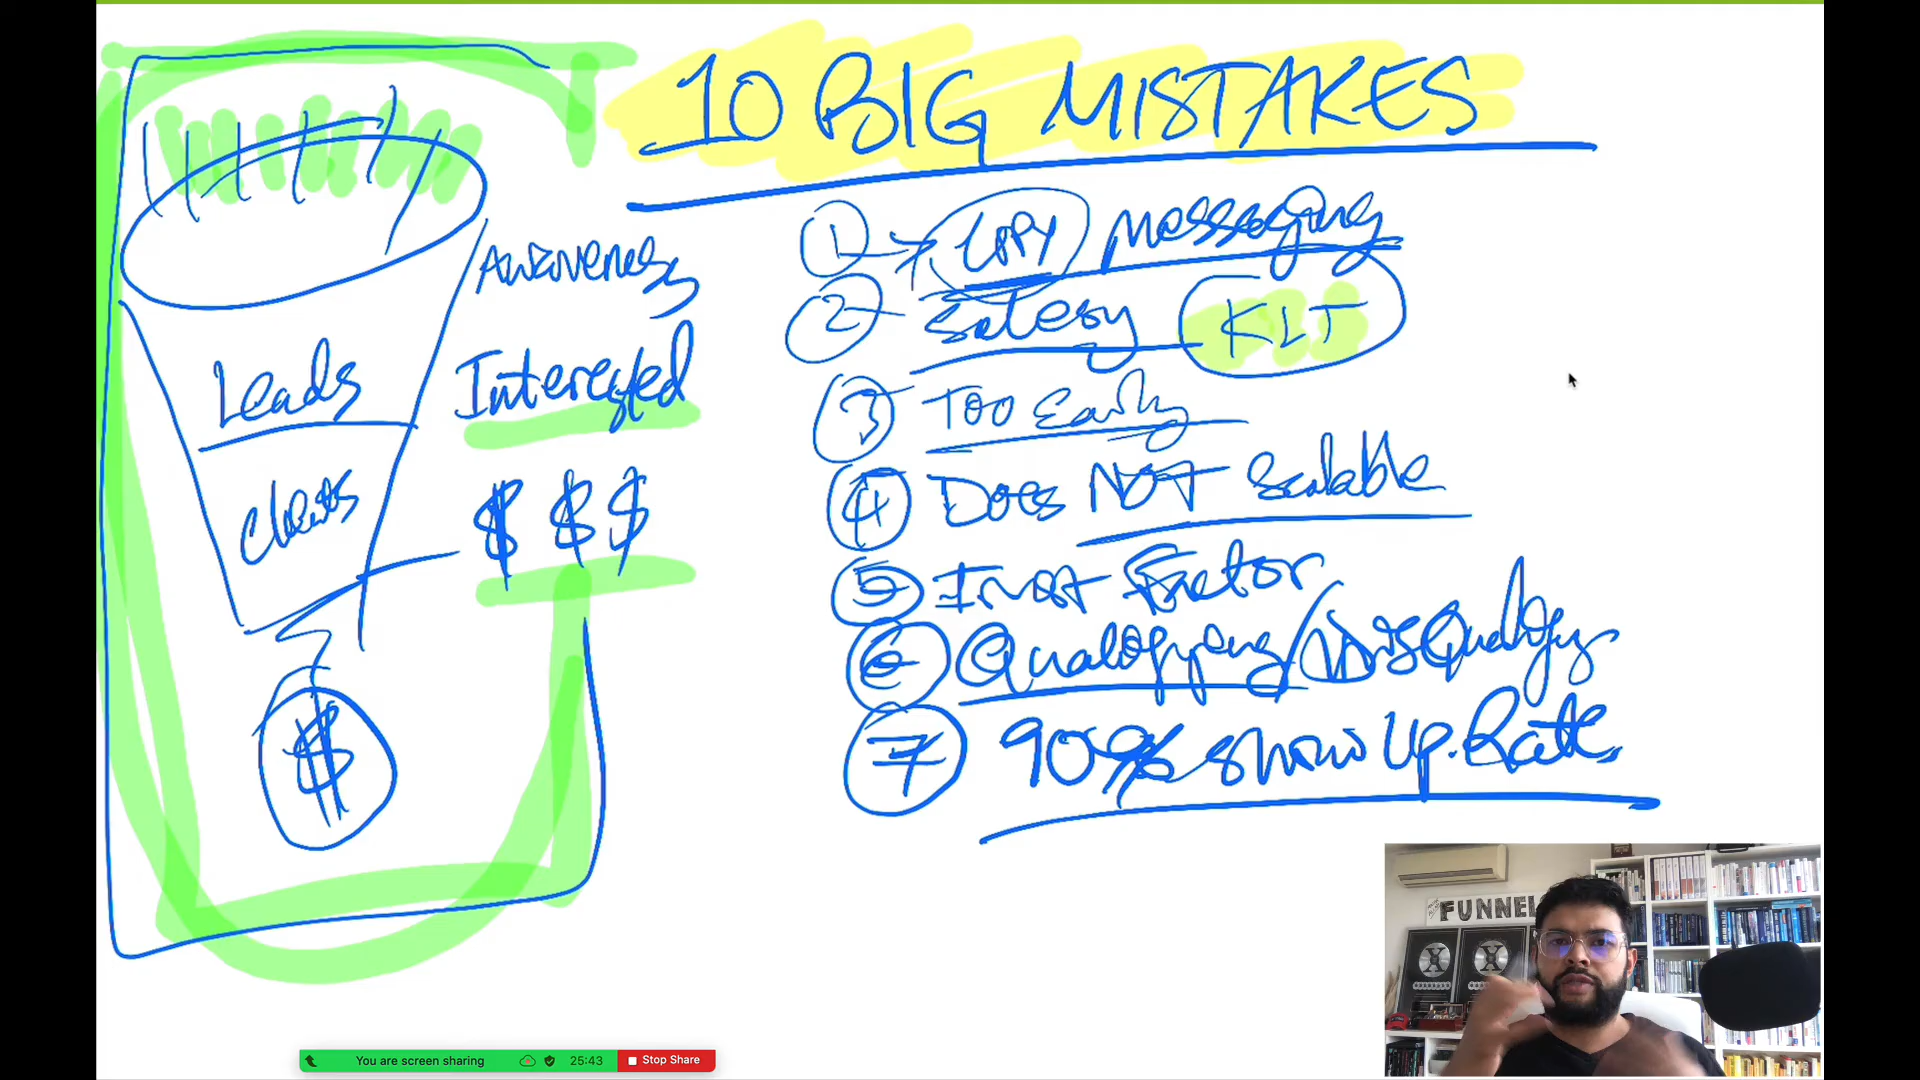 10 BIG MISTAKES
Awareness
Leads
Interested
clients
$ $ $
$
1 → COPY Messaging
2 Salesy KLT
3 Too Early
4 Does NOT Scalable
5 Trust Factor
6 Qualifying / DisQualify
7 90% Show Up Rate
FUNNEL
X
X
You are screen sharing
25:43
Stop Share